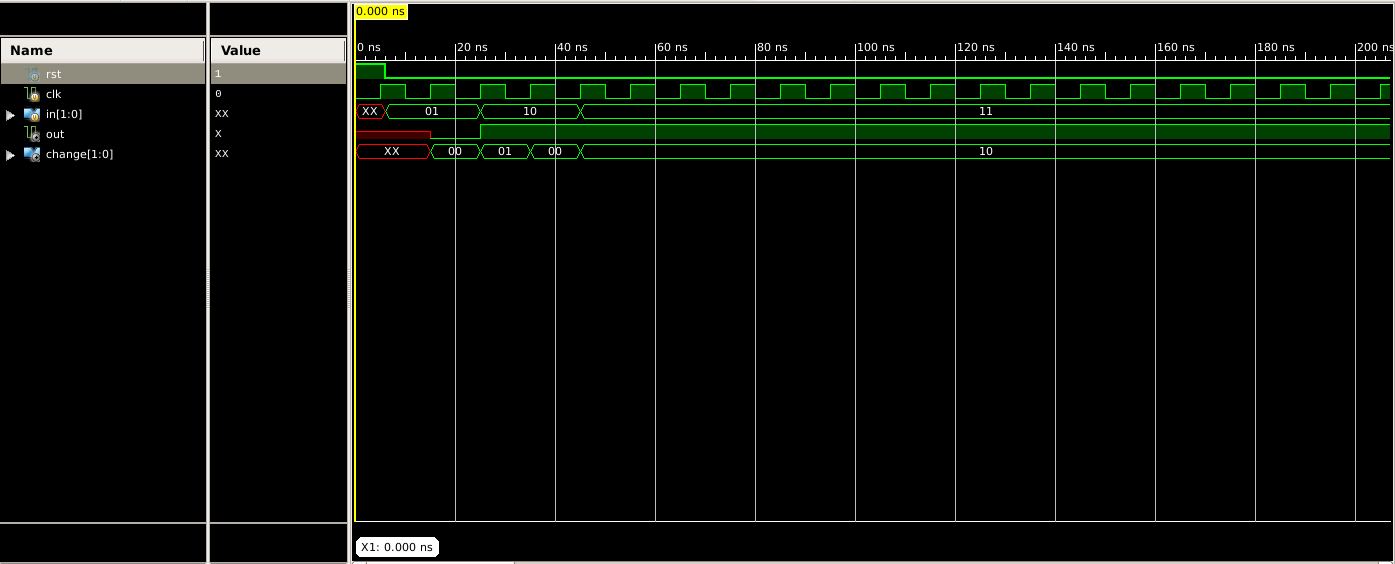 0.000 ns
Name Value
0 ns 20 ns 40 ns 60 ns 80 ns 100 ns 120 ns 140 ns 160 ns 180 ns 200 ns
rst 1
clk 0
in[1:0] XX XX 01 10 11
out X
change[1:0] XX XX 00 01 00 10
X1: 0.000 ns